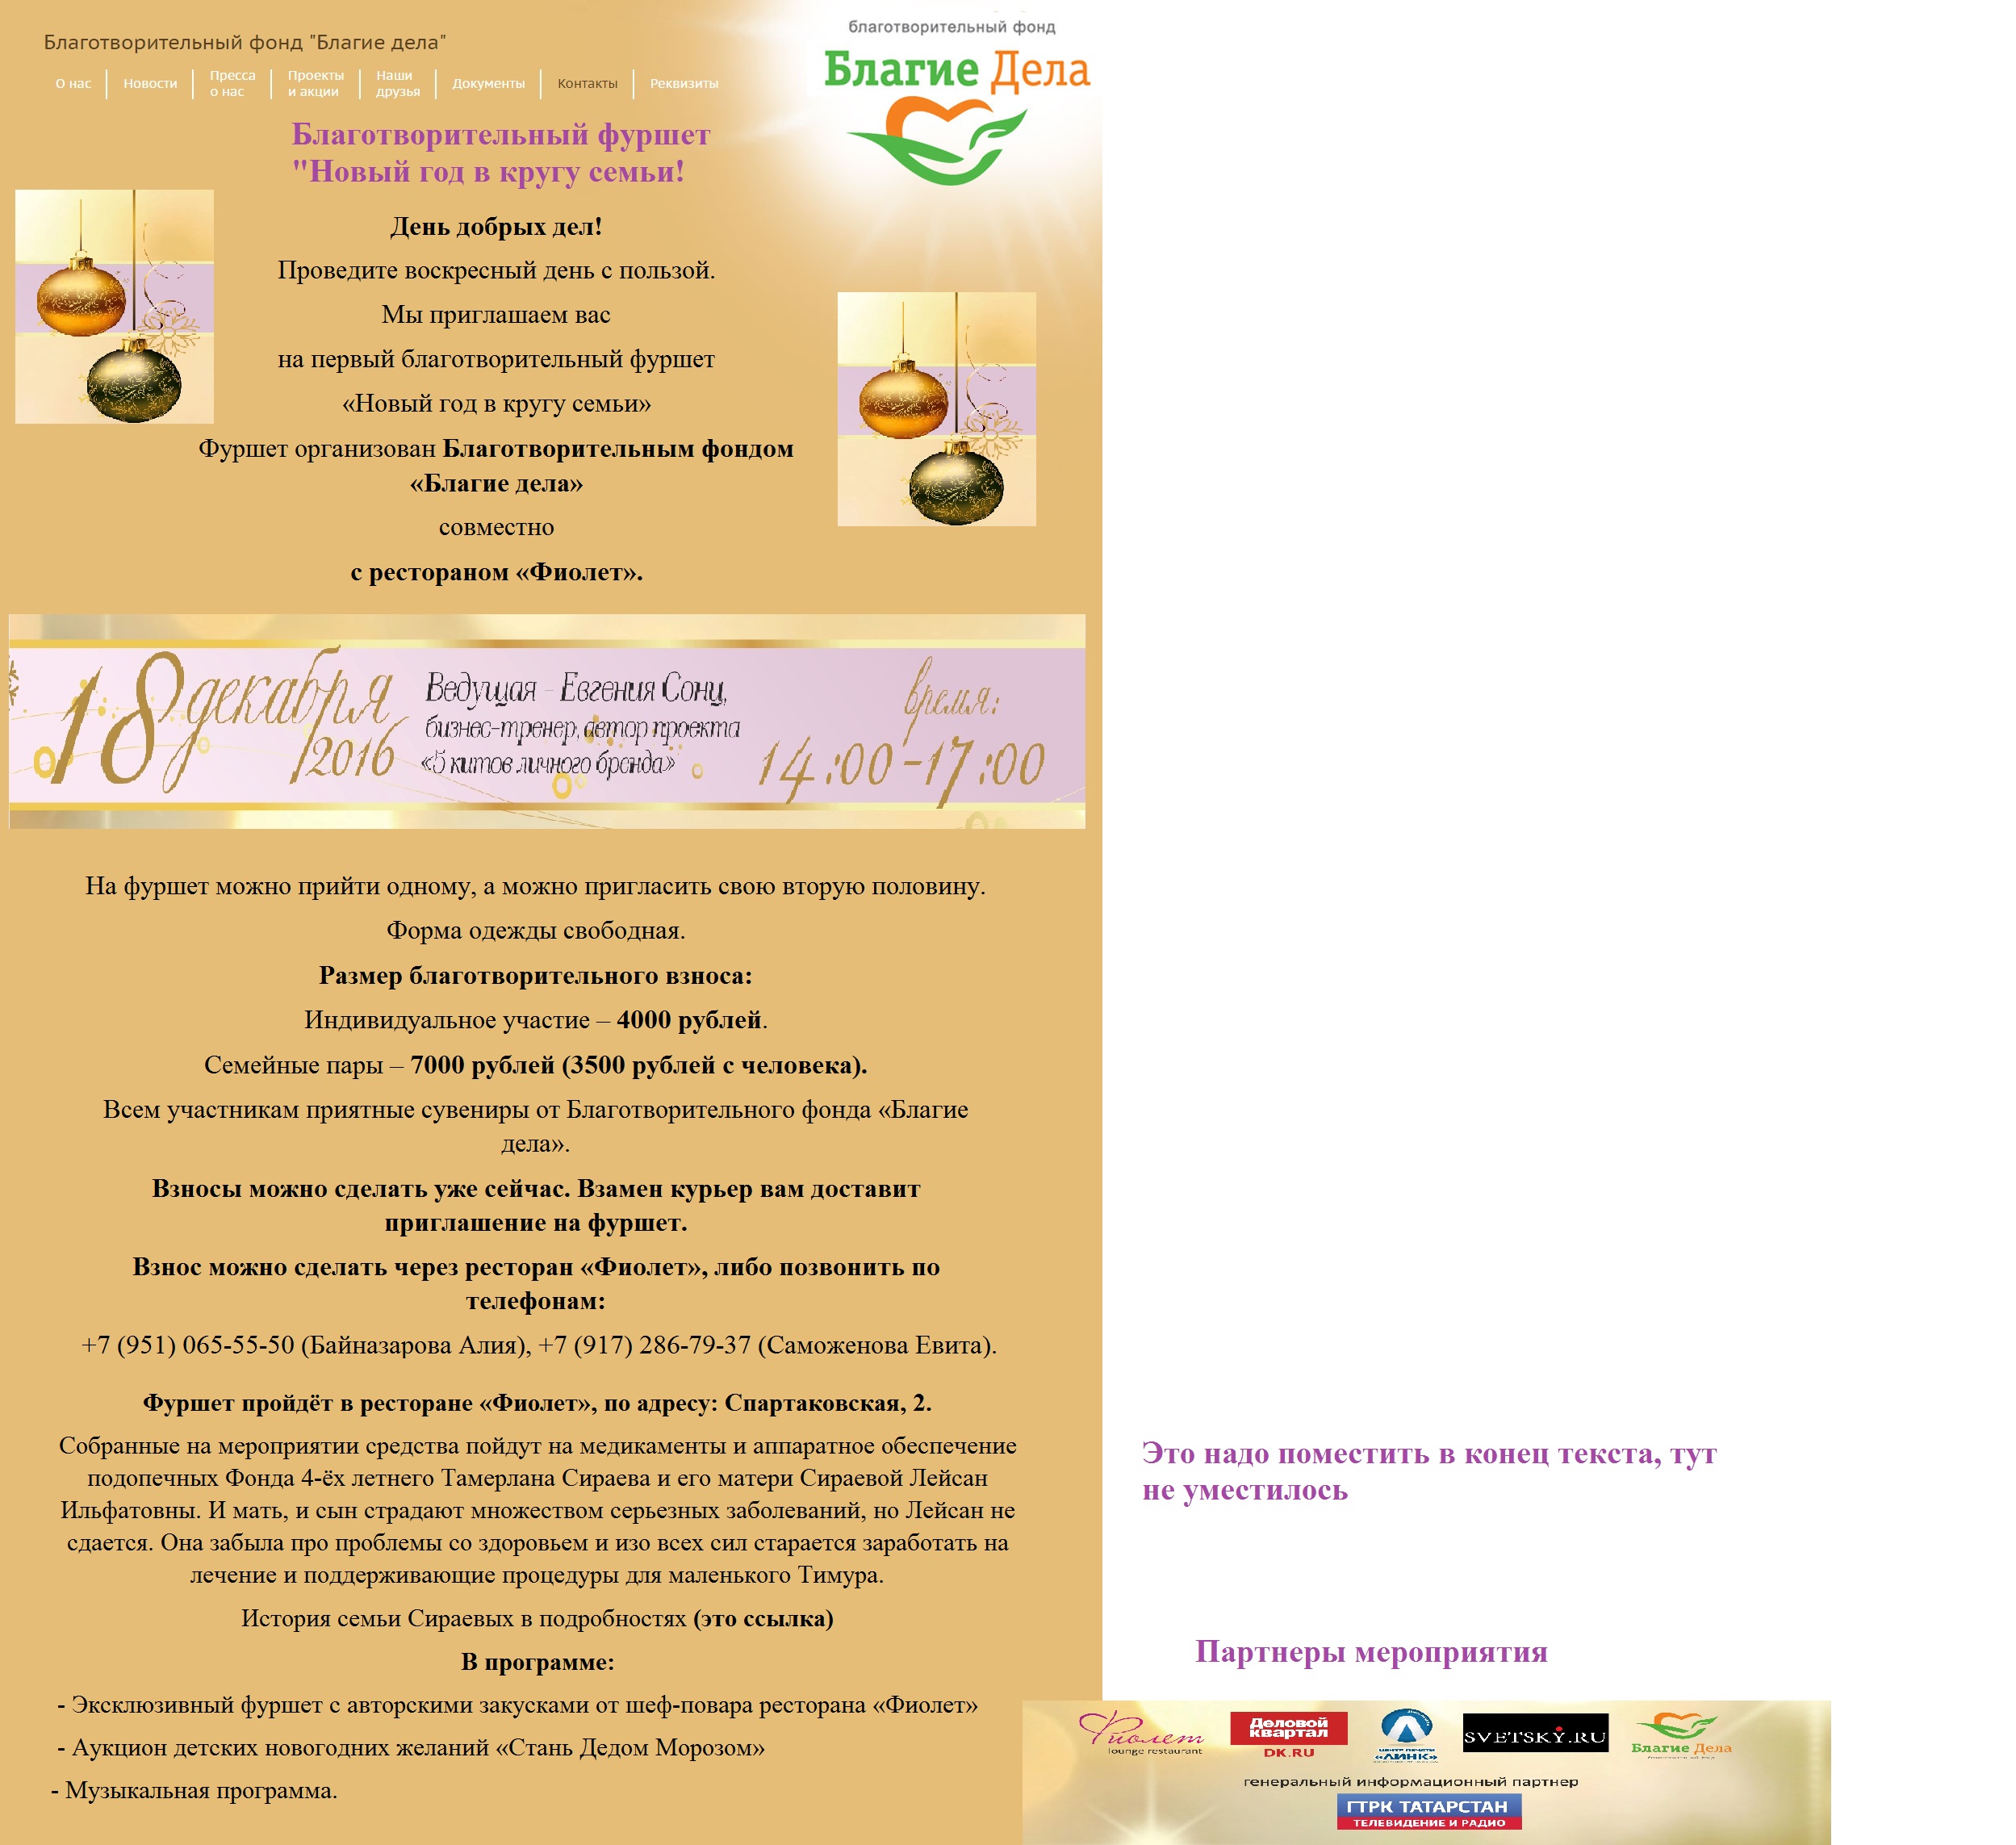 Благотворительный фонд "Благие дела"
О нас
Новости
Пресса
о нас
Проекты
и акции
Наши
друзья
Документы
Контакты
Реквизиты
благотворительный фонд
Благие Дела
Благотворительный фуршет
"Новый год в кругу семьи!
День добрых дел!
Проведите воскресный день с пользой.
Мы приглашаем вас
на первый благотворительный фуршет
«Новый год в кругу семьи»
Фуршет организован Благотворительным фондом
«Благие дела»
совместно
с рестораном «Фиолет».
18 декабря
2016
Ведущая - Евгения Сонц,
бизнес-тренер, автор проекта
«5 китов личного бренда»
время:
14:00-17:00
На фуршет можно прийти одному, а можно пригласить свою вторую половину.
Форма одежды свободная.
Размер благотворительного взноса:
Индивидуальное участие – 4000 рублей.
Семейные пары – 7000 рублей (3500 рублей с человека).
Всем участникам приятные сувениры от Благотворительного фонда «Благие
дела».
Взносы можно сделать уже сейчас. Взамен курьер вам доставит
приглашение на фуршет.
Взнос можно сделать через ресторан «Фиолет», либо позвонить по
телефонам:
+7 (951) 065-55-50 (Байназарова Алия), +7 (917) 286-79-37 (Саможенова Евита).
Фуршет пройдёт в ресторане «Фиолет», по адресу: Спартаковская, 2.
Собранные на мероприятии средства пойдут на медикаменты и аппаратное обеспечение
подопечных Фонда 4-ёх летнего Тамерлана Сираева и его матери Сираевой Лейсан
Ильфатовны. И мать, и сын страдают множеством серьезных заболеваний, но Лейсан не
сдается. Она забыла про проблемы со здоровьем и изо всех сил старается заработать на
лечение и поддерживающие процедуры для маленького Тимура.
История семьи Сираевых в подробностях (это ссылка)
В программе:
- Эксклюзивный фуршет с авторскими закусками от шеф-повара ресторана «Фиолет»
- Аукцион детских новогодних желаний «Стань Дедом Морозом»
- Музыкальная программа.
Это надо поместить в конец текста, тут
не уместилось
Партнеры мероприятия
Фиолет
lounge restaurant
Деловой
квартал
DK.RU
центр печати
«ЛИНК»
SVETSKY.RU
Благие Дела
генеральный информационный партнер
ГТРК ТАТАРСТАН
ТЕЛЕВИДЕНИЕ И РАДИО